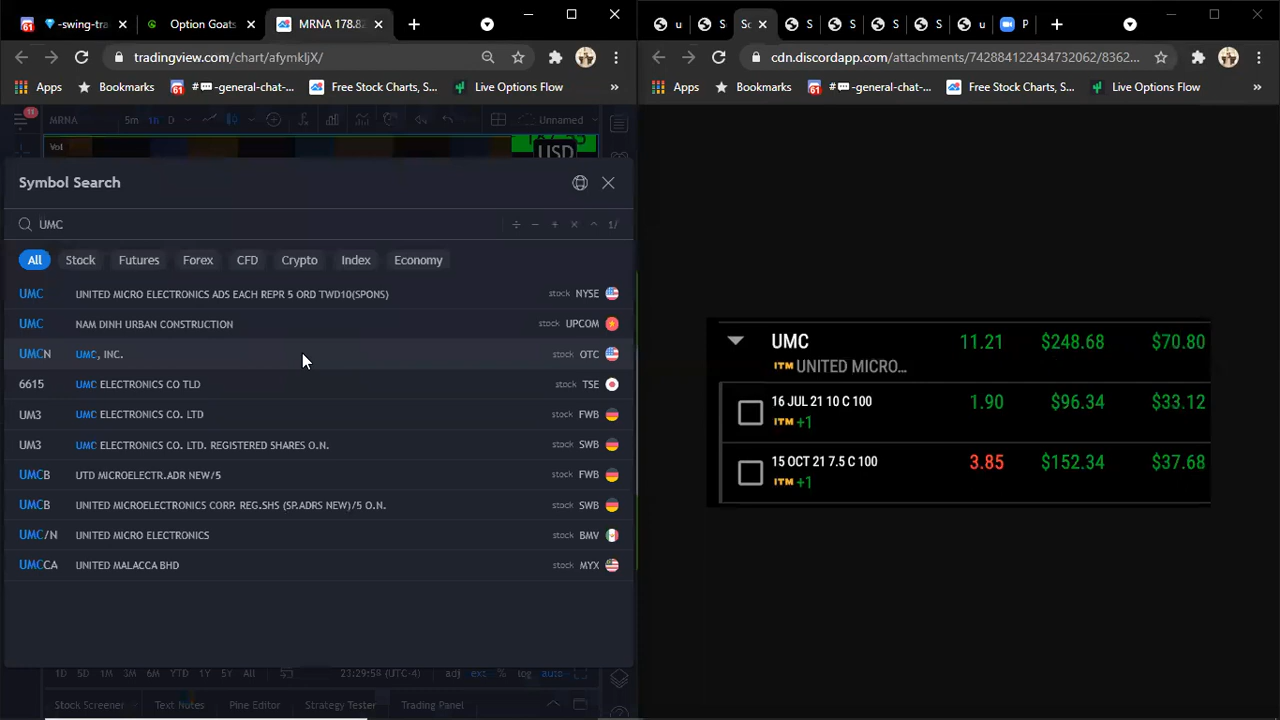 61
-swing-tra
Option Goats
MRNA 178.82
tradingview.com/chart/afymkIjX/
Apps
Bookmarks
61
#
-general-chat-...
Free Stock Charts, S...
Live Options Flow
»
11
MRNA
5m
1h
D
Unnamed
Vol
USD
Symbol Search
UMC
1/
All
Stock
Futures
Forex
CFD
Crypto
Index
Economy
UMC UNITED MICRO ELECTRONICS ADS EACH REPR 5 ORD TWD10(SPONS) stock NYSE
UMC NAM DINH URBAN CONSTRUCTION stock UPCOM
UMCN UMC, INC. stock OTC
6615 UMC ELECTRONICS CO TLD stock TSE
UM3 UMC ELECTRONICS CO. LTD stock FWB
UM3 UMC ELECTRONICS CO. LTD. REGISTERED SHARES O.N. stock SWB
UMCB UTD MICROELECTR.ADR NEW/5 stock FWB
UMCB UNITED MICROELECTRONICS CORP. REG.SHS (SP.ADRS NEW)/5 O.N. stock SWB
UMC/N UNITED MICRO ELECTRONICS stock BMV
UMCCA UNITED MALACCA BHD stock MYX
1D 5D 1M 3M 6M YTD 1Y 5Y All
(UTC-4) adj ext % log auto
Stock Screener
Text Notes
Pine Editor
Strategy Tester
Trading Panel
u
S
Sc
S
S
S
S
u
P
cdn.discordapp.com/attachments/742884122434732062/8362...
Apps
Bookmarks
61
#
-general-chat-...
Free Stock Charts, S...
Live Options Flow
»
UMC 11.21 $248.68 $70.80
ITM UNITED MICRO...
16 JUL 21 10 C 100 1.90 $96.34 $33.12
ITM +1
15 OCT 21 7.5 C 100 3.85 $152.34 $37.68
ITM +1